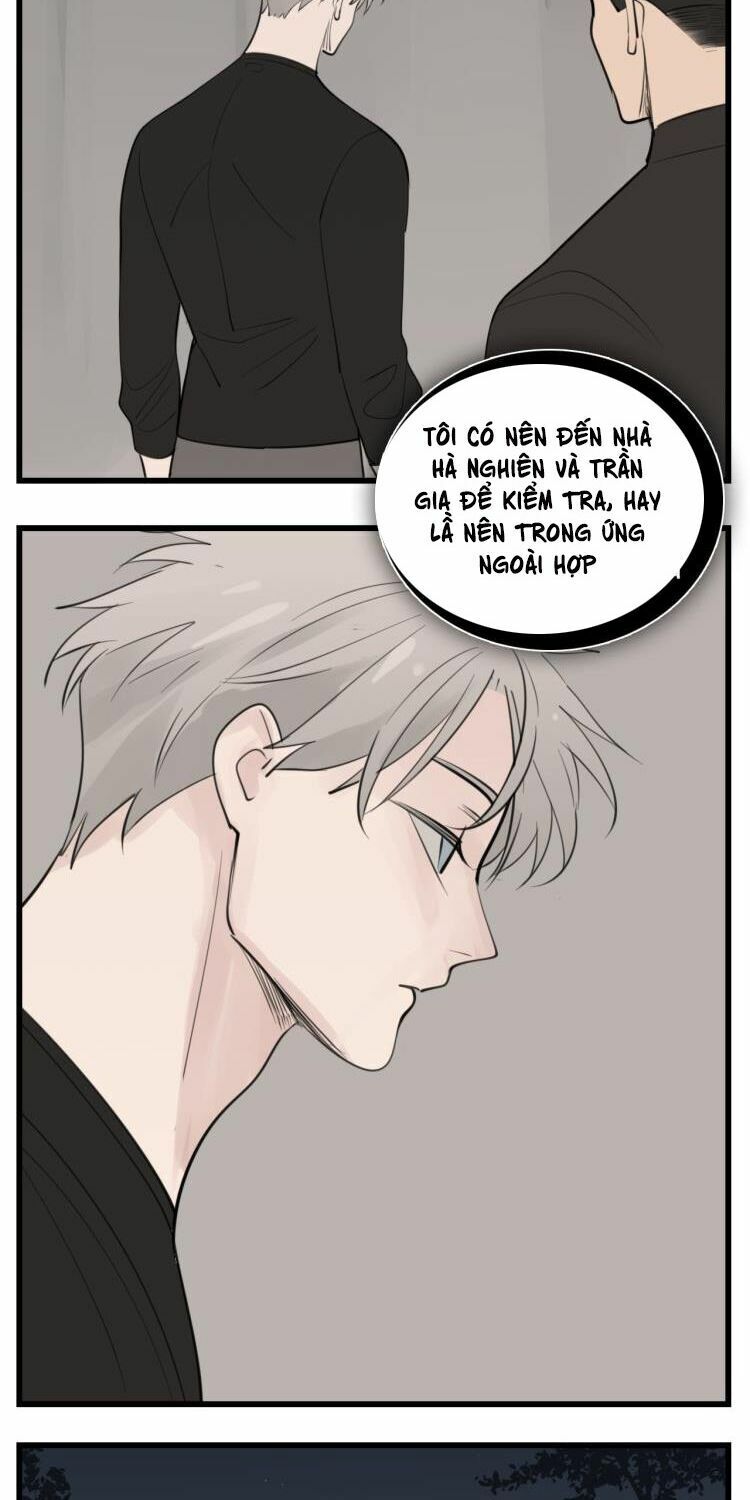 TÔI CÓ NÊN ĐẾN NHÀ
HÀ NGHIÊN VÀ TRẦN
GIA ĐỂ KIỂM TRA, HAY
LẦ NÊN TRONG ỨNG
NGOÀI HỢP